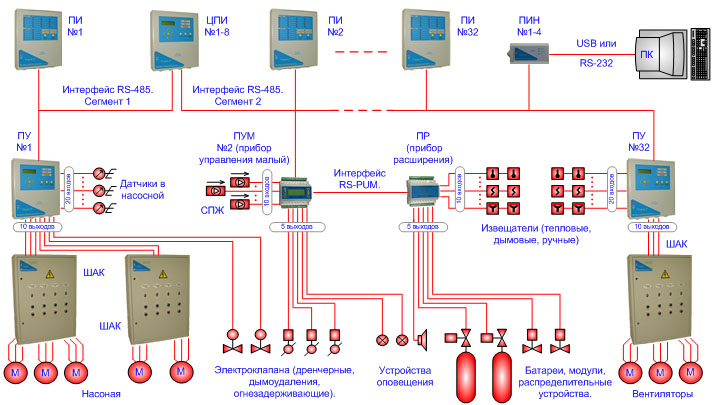 ПИ
№1
ЦПИ
№1-8
ПИ
№2
ПИ
№32
ПИН
№1-4
USB или
RS-232
ПК
Интерфейс RS-485.
Сегмент 1
Интерфейс RS-485.
Сегмент 2
ПУ
№1
ПУМ
№2 (прибор
управления малый)
ПР
(прибор
расширения)
ПУ
№32
20 входов
Датчики в
насосной
СПЖ
10 входов
Интерфейс
RS-PUM.
10 входов
20 входов
Извещатели (тепловые,
дымовые, ручные)
10 выходов
5 выходов
5 выходов
10 выходов
ШАК
ШАК
ШАК
М
М
М
М
М
М
Насоная
Электроклапана (дренчерные,
дымоудаления,
огнезадерживающие).
Устройства
оповещения
Батареи, модули,
распределительные
устройства.
Вентиляторы